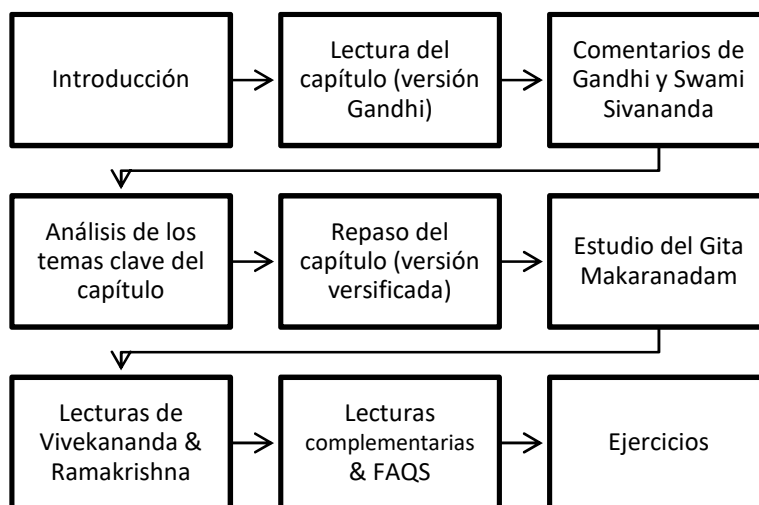 Introducción
Lectura del
capítulo (versión
Gandhi)
Comentarios de
Gandhi y Swami
Sivananda
Análisis de los
temas clave del
capítulo
Repaso del
capítulo (versión
versificada)
Estudio del Gita
Makaranadam
Lecturas de
Vivekananda &
Ramakrishna
Lecturas
complementarias
& FAQS
Ejercicios